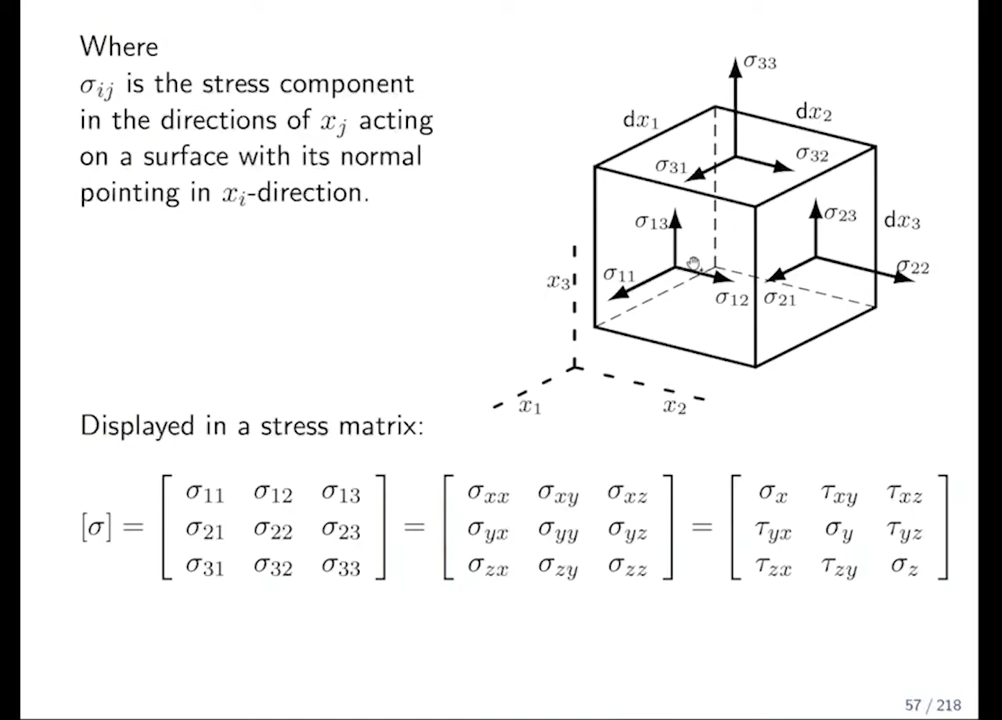 Where
σij is the stress component
in the directions of xj acting
on a surface with its normal
pointing in xi-direction.
σ33
dx1
dx2
σ31
σ32
σ13
σ23
dx3
σ11
σ12
σ21
σ22
x3
x1
x2
Displayed in a stress matrix:
[σ] = [ σ11 σ12 σ13 ] = [ σxx σxy σxz ] = [ σx τxy τxz ]
σ21 σ22 σ23 σyx σyy σyz τyx σy τyz
σ31 σ32 σ33 σzx σzy σzz τzx τzy σz
57 / 218